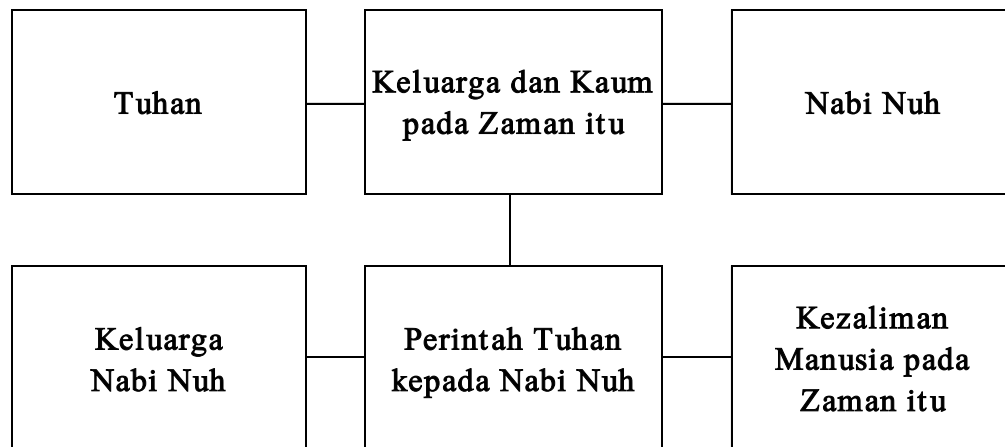 Tuhan
Keluarga dan Kaum
pada Zaman itu
Nabi Nuh
Keluarga
Nabi Nuh
Perintah Tuhan
kepada Nabi Nuh
Kezaliman
Manusia pada
Zaman itu